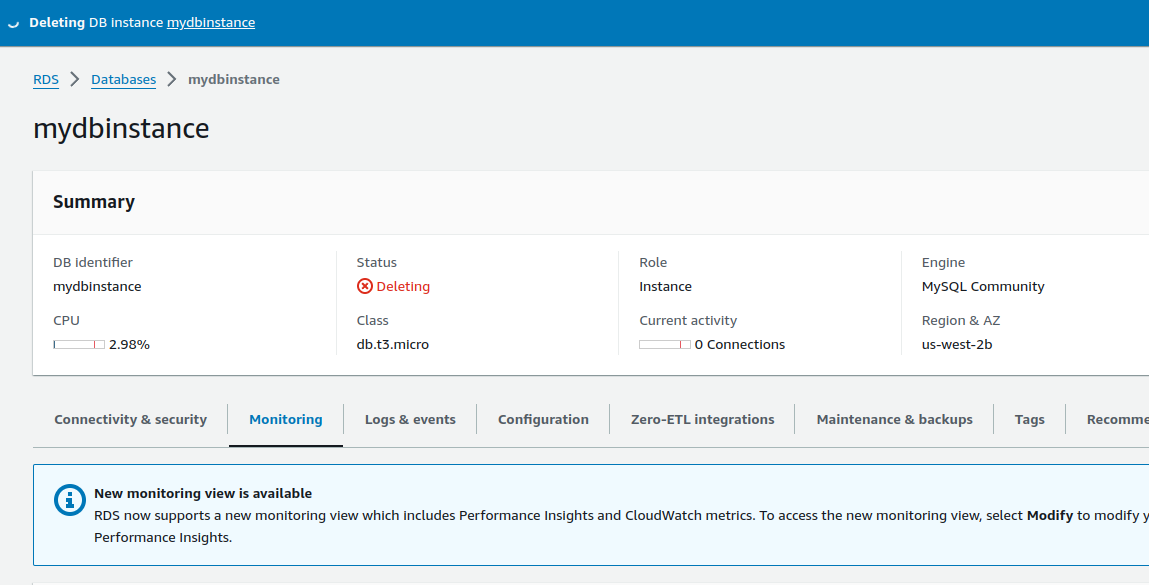 Deleting DB Instance mydbinstance
RDS > Databases > mydbinstance
mydbinstance
Summary
DB identifier
mydbinstance
Status
Deleting
Role
Instance
Engine
MySQL Community
CPU
2.98%
Class
db.t3.micro
Current activity
0 Connections
Region & AZ
us-west-2b
Connectivity & security Monitoring Logs & events Configuration Zero-ETL integrations Maintenance & backups Tags Recomme
New monitoring view is available
RDS now supports a new monitoring view which includes Performance Insights and CloudWatch metrics. To access the new monitoring view, select Modify to modify y
Performance Insights.